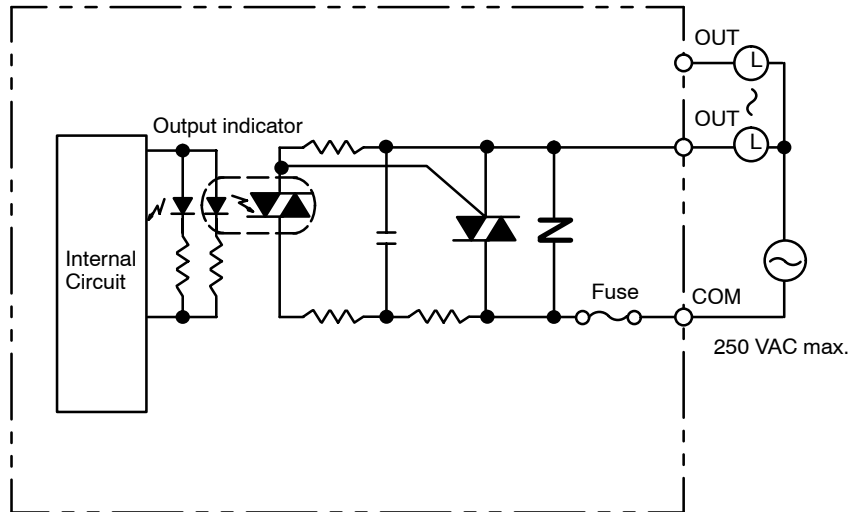 OUT
L
OUT
L
Output indicator
Internal
Circuit
Fuse
COM
250 VAC max.